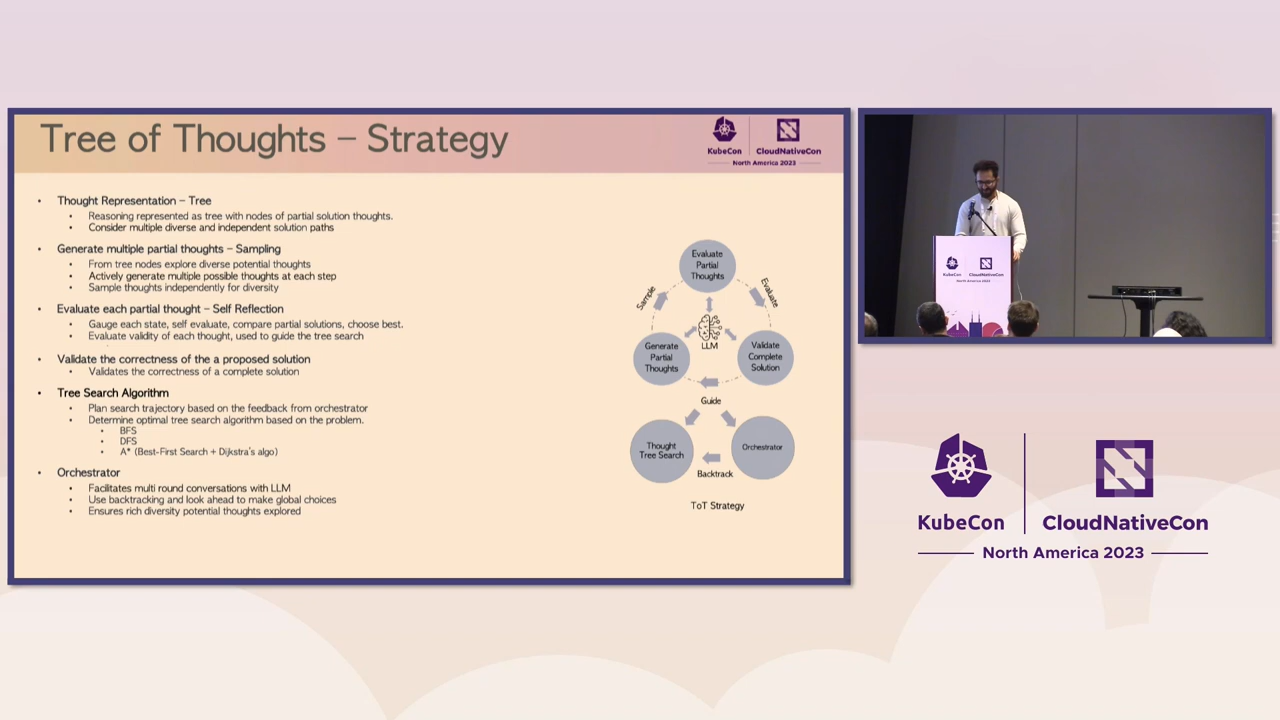 Tree of Thoughts – Strategy
KubeCon
CloudNativeCon
North America 2023
• Thought Representation – Tree
• Reasoning represented as tree with nodes of partial solution thoughts.
• Consider multiple diverse and independent solution paths
• Generate multiple partial thoughts – Sampling
• From tree nodes explore diverse potential thoughts
• Actively generate multiple possible thoughts at each step
• Sample thoughts independently for diversity
• Evaluate each partial thought – Self Reflection
• Gauge each state, self evaluate, compare partial solutions, choose best.
• Evaluate validity of each thought, used to guide the tree search
• Validate the correctness of the a proposed solution
• Validates the correctness of a complete solution
• Tree Search Algorithm
• Plan search trajectory based on the feedback from orchestrator
• Determine optimal tree search algorithm based on the problem.
• BFS
• DFS
• A* (Best-First Search + Dijkstra's algo)
• Orchestrator
• Facilitates multi round conversations with LLM
• Use backtracking and look ahead to make global choices
• Ensures rich diversity potential thoughts explored
Evaluate
Partial
Thoughts
Sample
Evaluate
LLM
Generate
Partial
Thoughts
Validate
Complete
Solution
Guide
Thought
Tree Search
Orchestrator
Backtrack
ToT Strategy
KubeCon
CloudNativeCon
North America 2023
KubeCon
CloudNativeCon
North America 2023